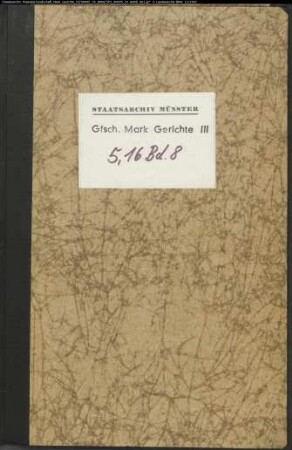 STAATSARCHIV MÜNSTER
Gfsch. Mark Gerichte III
5,16 Bd. 8